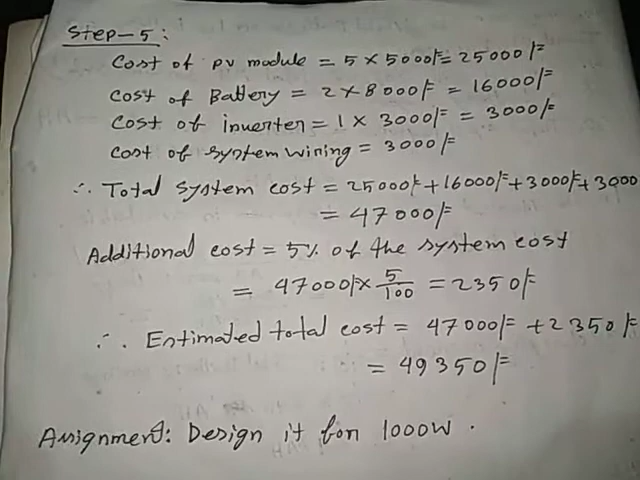 Step-5:
Cost of pv module = 5 x 5000/= = 25000/=
Cost of Battery = 2 x 8000/= = 16000/=
Cost of inverter = 1 x 3000/= = 3000/=
Cost of system wiring = 3000/=
∴ Total system cost = 25000/= + 16000/= + 3000/= + 3000
= 47000/=
Additional cost = 5% of the system cost
= 47000/= x 5/100 = 2350/=
∴ Estimated total cost = 47000/= + 2350/=
= 49350/=
Assignment: Design it for 1000W.